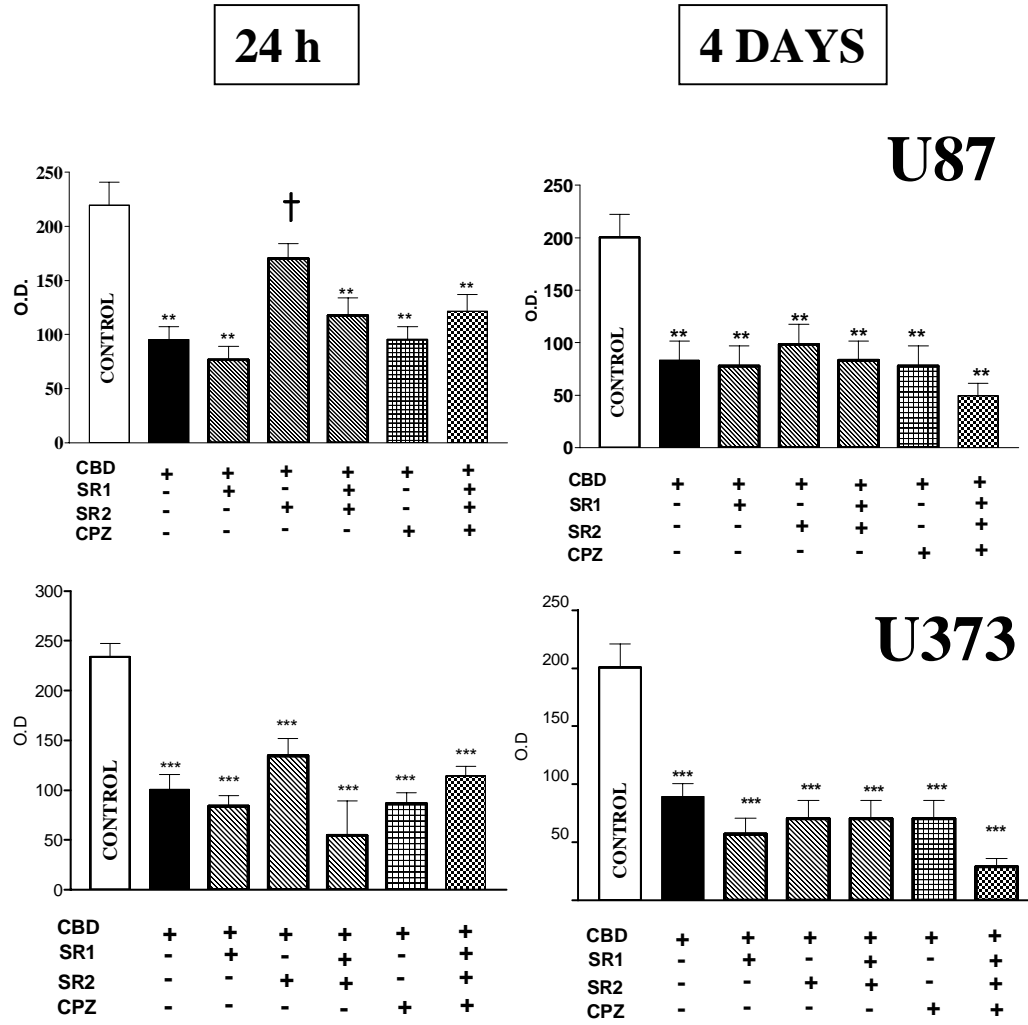 24 h
4 DAYS
U87
250
200
150
100
50
0
O.D.
CONTROL
**
**
†
**
**
**
CBD + + + + + +
SR1 - + - + - +
SR2 - - + + - +
CPZ - - - - + +
250
200
150
100
50
0
O.D.
CONTROL
**
**
**
**
**
**
CBD + + + + + +
SR1 - + - + - +
SR2 - - + + - +
CPZ - - - - + +
300
250
200
150
100
50
0
O.D
CONTROL
***
***
***
***
***
***
CBD + + + + + +
SR1 - + - + - +
SR2 - - + + - +
CPZ - - - - + +
U373
250
200
150
100
50
O.D
CONTROL
***
***
***
***
***
***
CBD + + + + + +
SR1 - + - + - +
SR2 - - + + - +
CPZ - - - - + +